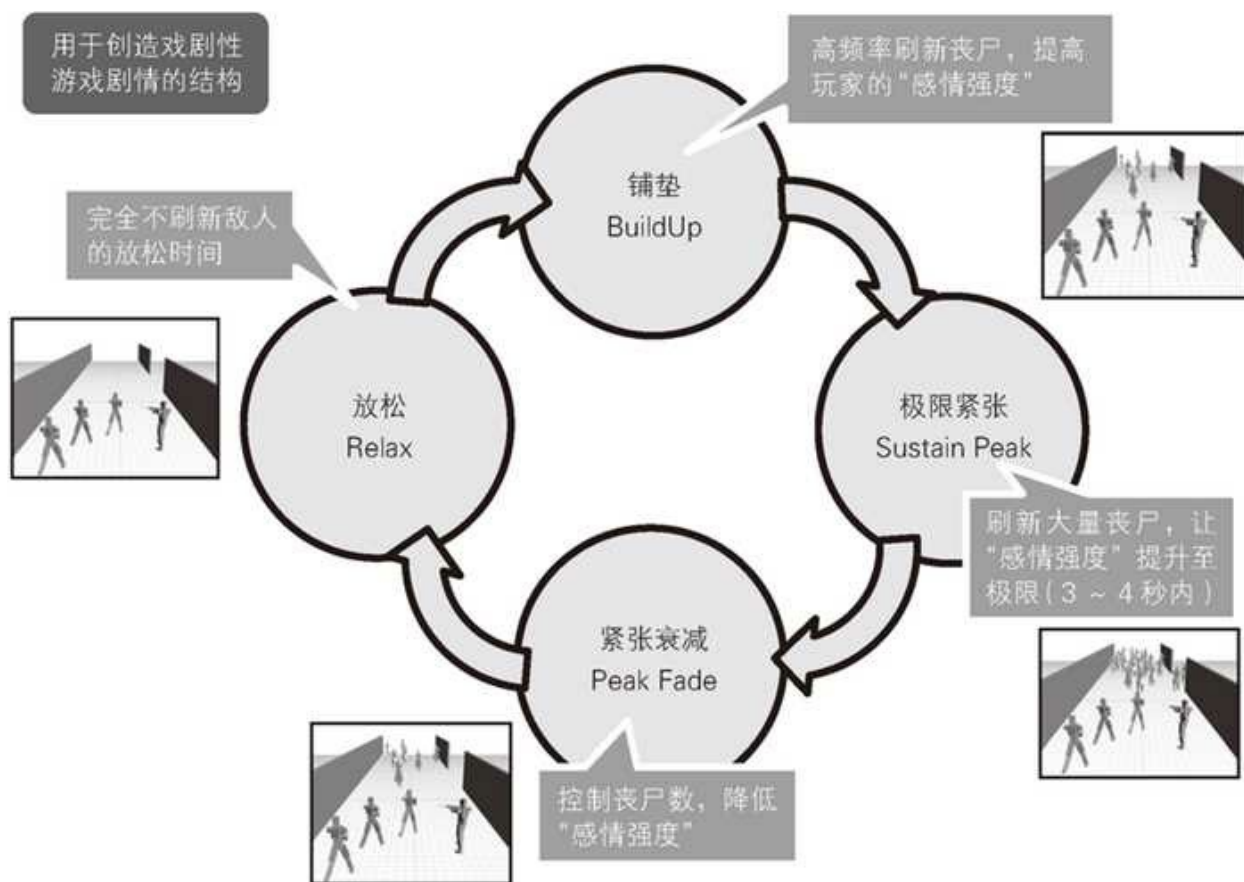 用于创造戏剧性
游戏剧情的结构
高频率刷新丧尸，提高
玩家的“感情强度”
铺垫
BuildUp
完全不刷新敌人
的放松时间
放松
Relax
极限紧张
Sustain Peak
刷新大量丧尸，让
“感情强度”提升至
极限(3 ~ 4秒内)
紧张衰减
Peak Fade
控制丧尸数，降低
“感情强度”